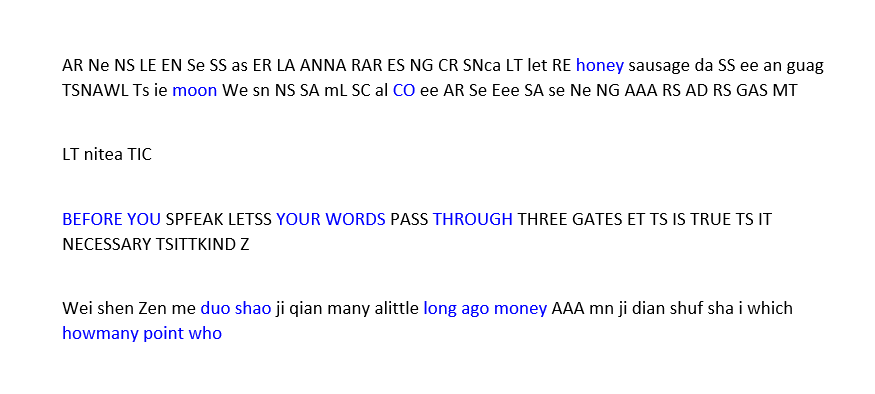 AR Ne NS LE EN Se SS as ER LA ANNA RAR ES NG CR SNca LT let RE honey sausage da SS ee an guag
TSNAWL Ts ie moon We sn NS SA mL SC al CO ee AR Se Eee SA se Ne NG AAA RS AD RS GAS MT
LT nitea TIC
BEFORE YOU SPFEAK LETSS YOUR WORDS PASS THROUGH THREE GATES ET TS IS TRUE TS IT
NECESSARY TSITTKIND Z
Wei shen Zen me duo shao ji qian many alittle long ago money AAA mn ji dian shuf sha i which
howmany point who